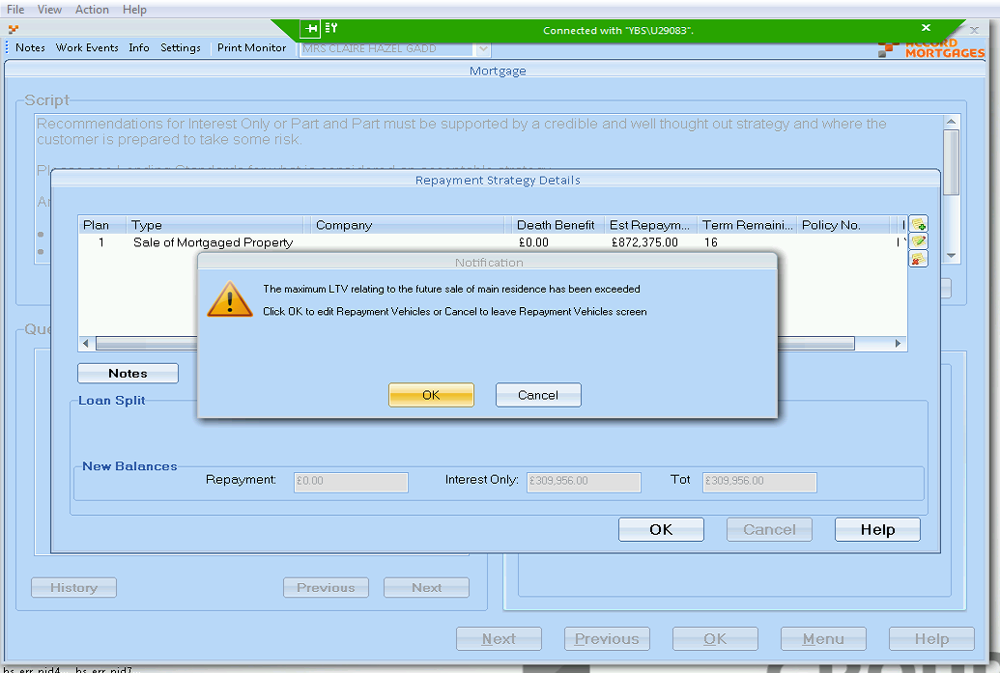 File View Action Help
Connected with "YBS\U29083".
Notes Work Events Info Settings Print Monitor MRS CLAIRE HAZEL GADD
ACCORD
MORTGAGES
Mortgage
Script
Recommendations for Interest Only or Part and Part must be supported by a credible and well thought out strategy and where the
customer is prepared to take some risk.
Repayment Strategy Details
Plan Type Company Death Benefit Est Repaym... Term Remaini... Policy No.
1 Sale of Mortgaged Property £0.00 £872,375.00 16
Notification
The maximum LTV relating to the future sale of main residence has been exceeded
Click OK to edit Repayment Vehicles or Cancel to leave Repayment Vehicles screen
OK Cancel
Notes
Loan Split
New Balances
Repayment: £0.00 Interest Only: £309,956.00 Tot £309,956.00
OK Cancel Help
History Previous Next
Next Previous OK Menu Help